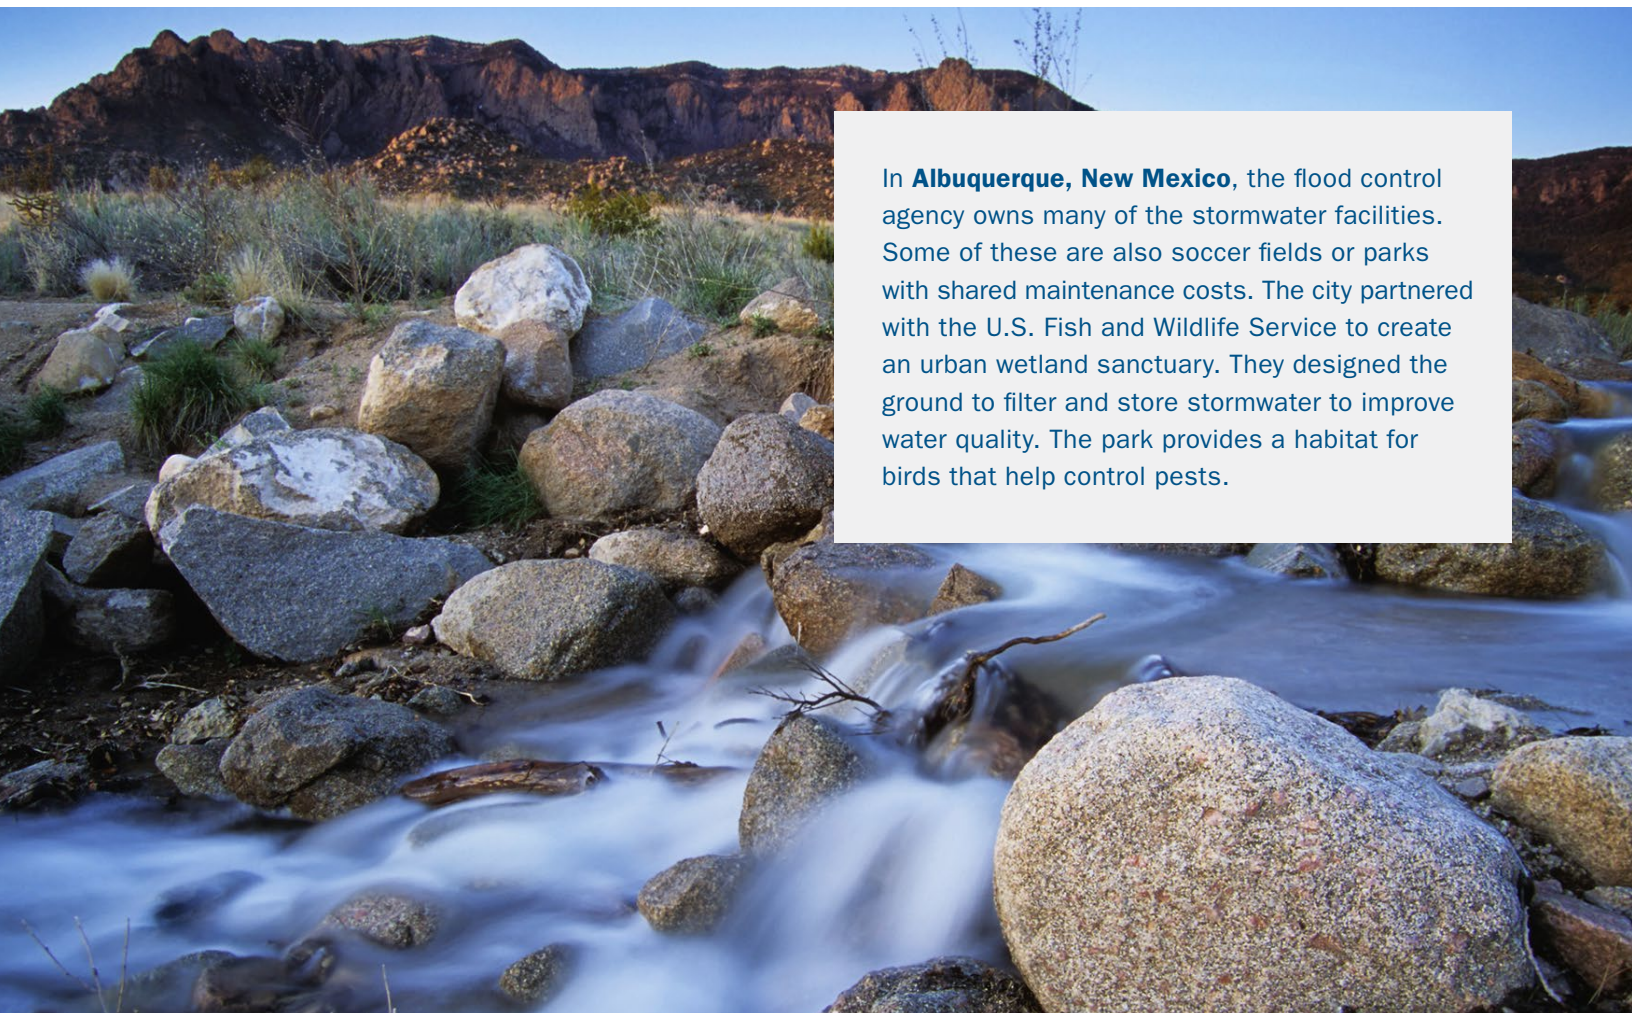 In Albuquerque, New Mexico, the flood control
agency owns many of the stormwater facilities.
Some of these are also soccer fields or parks
with shared maintenance costs. The city partnered
with the U.S. Fish and Wildlife Service to create
an urban wetland sanctuary. They designed the
ground to filter and store stormwater to improve
water quality. The park provides a habitat for
birds that help control pests.